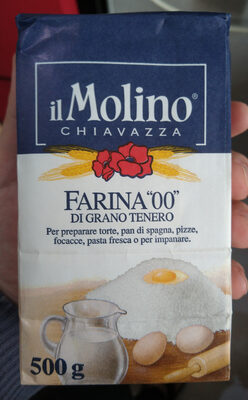 il Molino®
CHIAVAZZA
FARINA "00"
DI GRANO TENERO
Per preparare torte, pan di spagna, pizze,
focacce, pasta fresca o per impanare.
500 g